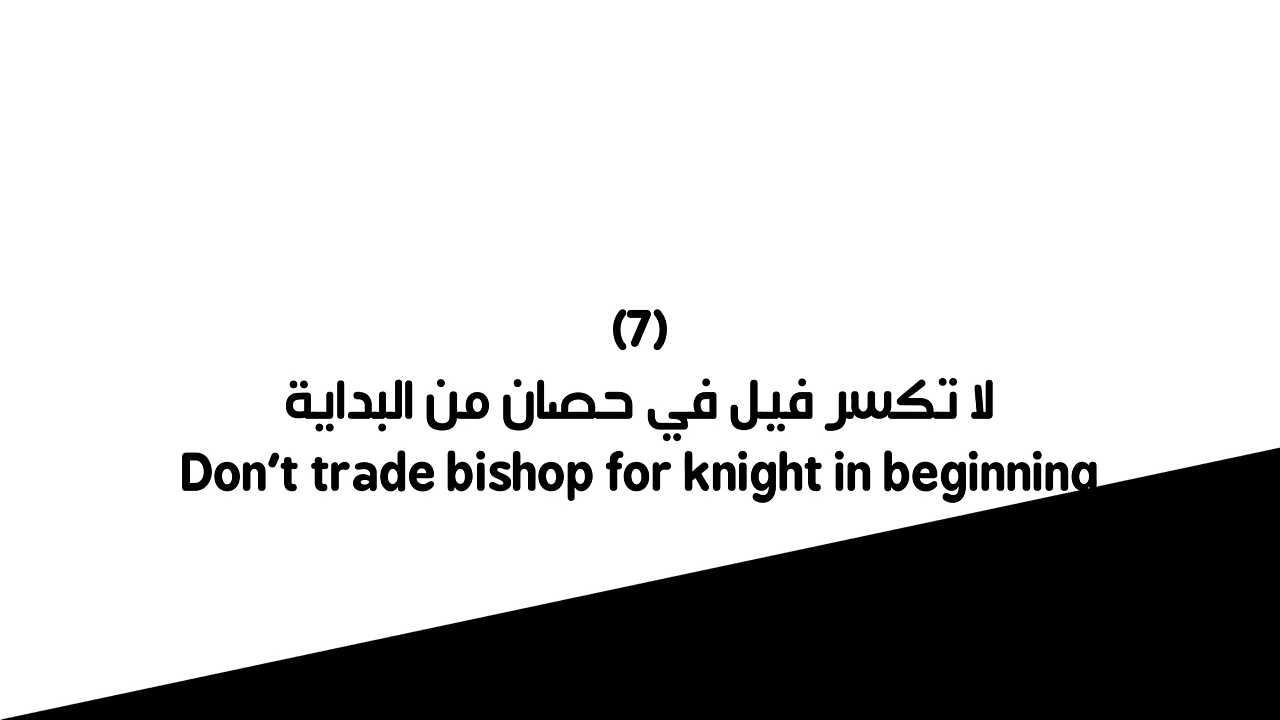 (7)
لا تكسر فيل في حصان من البداية
Don't trade bishop for knight in beginning